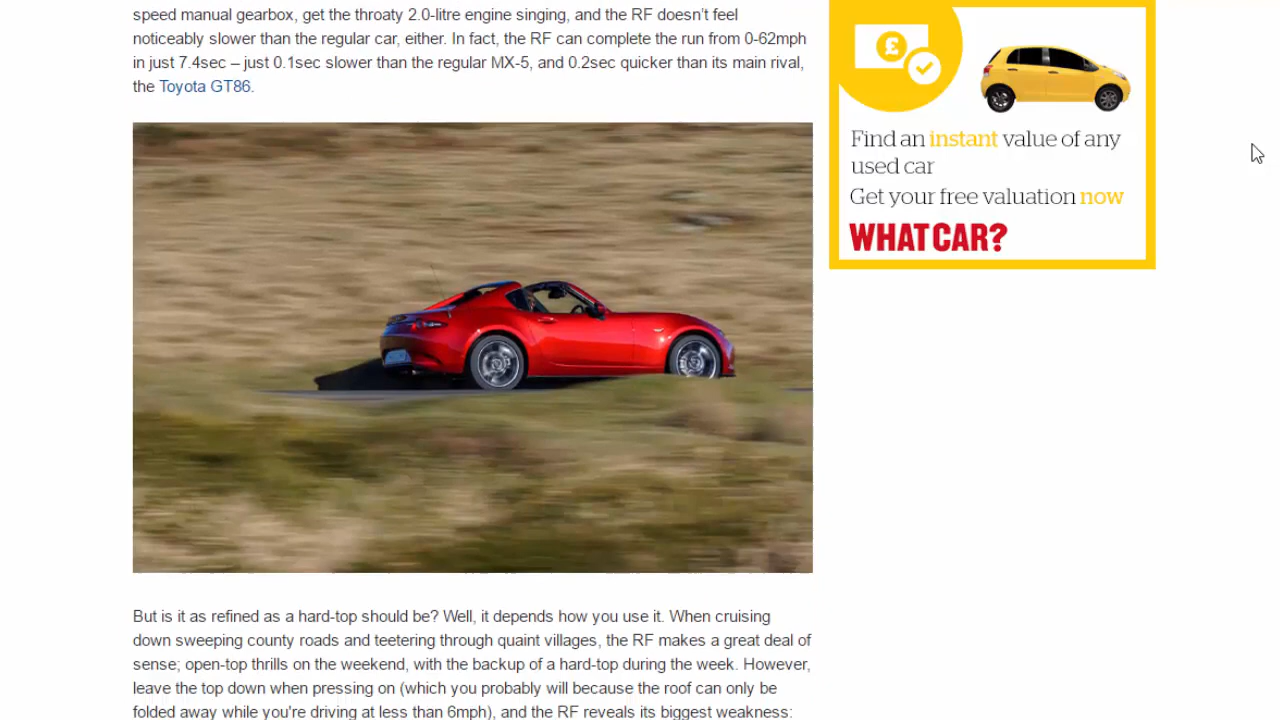 speed manual gearbox, get the throaty 2.0-litre engine singing, and the RF doesn't feel
noticeably slower than the regular car, either. In fact, the RF can complete the run from 0-62mph
in just 7.4sec – just 0.1sec slower than the regular MX-5, and 0.2sec quicker than its main rival,
the Toyota GT86.
£
Find an instant value of any
used car
Get your free valuation now
WHATCAR?
But is it as refined as a hard-top should be? Well, it depends how you use it. When cruising
down sweeping county roads and teetering through quaint villages, the RF makes a great deal of
sense; open-top thrills on the weekend, with the backup of a hard-top during the week. However,
leave the top down when pressing on (which you probably will because the roof can only be
folded away while you're driving at less than 6mph), and the RF reveals its biggest weakness: